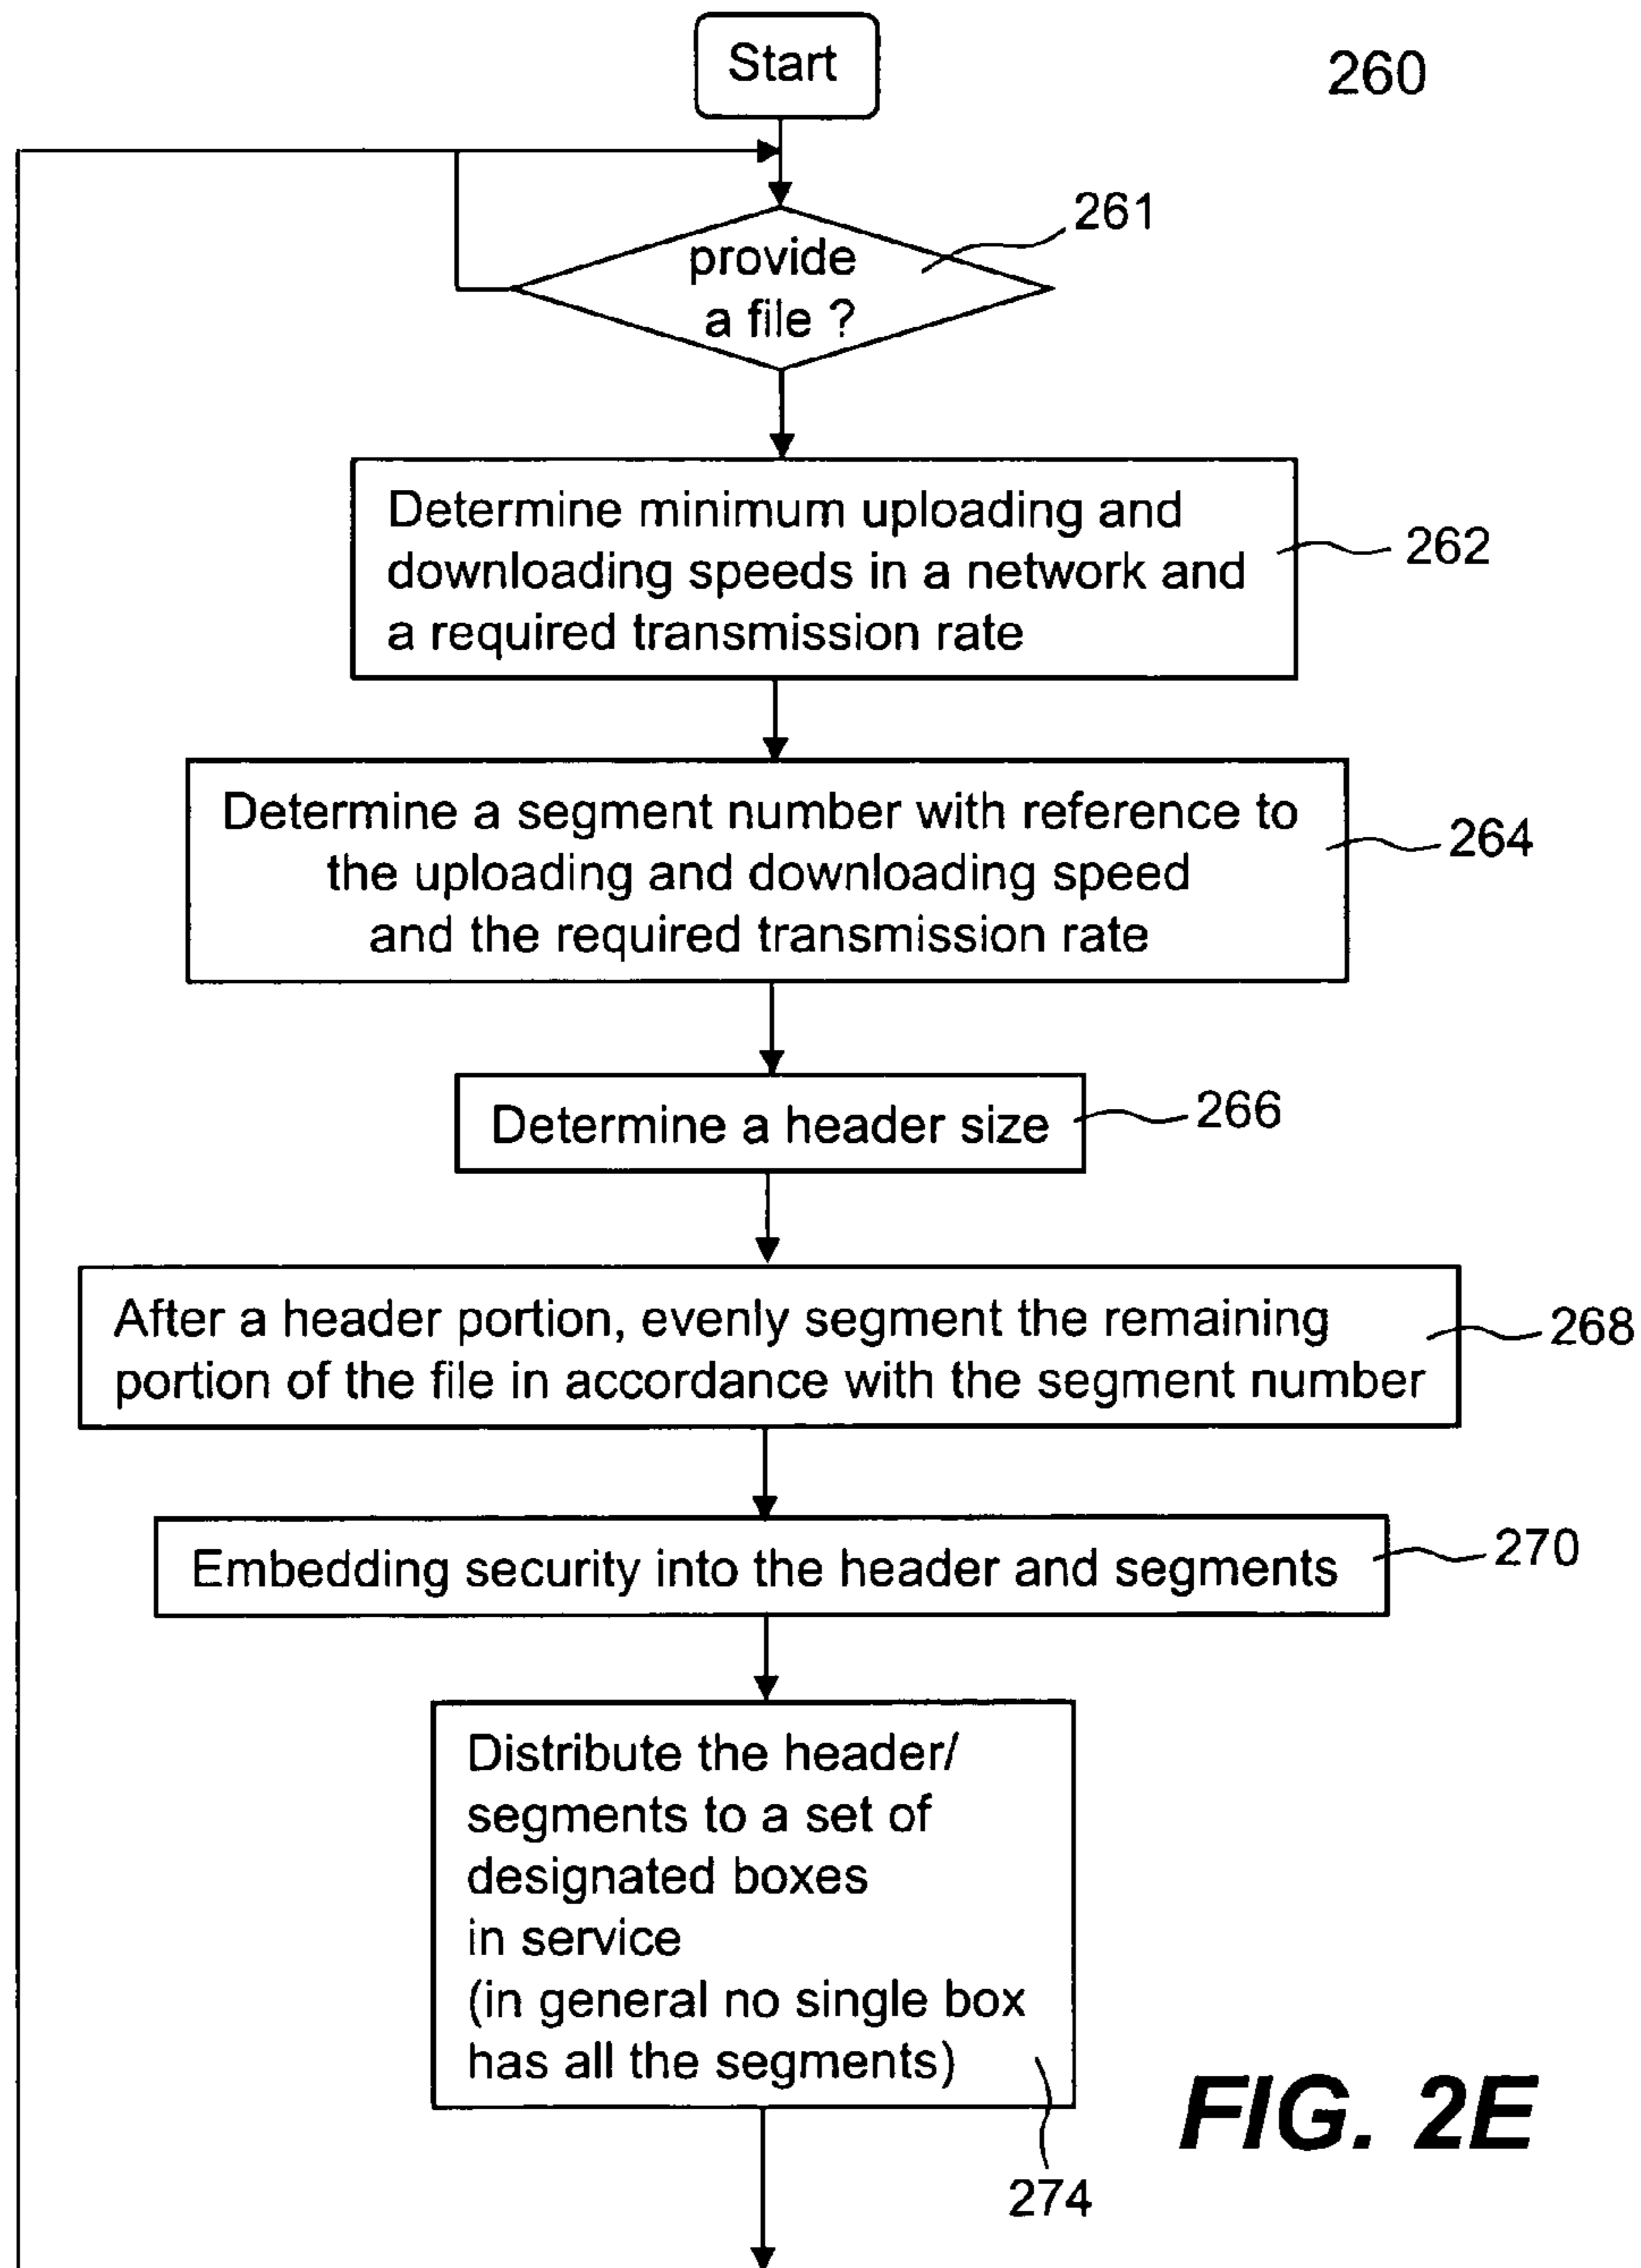 Start
260
261
provide
a file ?
Determine minimum uploading and
downloading speeds in a network and
a required transmission rate
262
Determine a segment number with reference to
the uploading and downloading speed
and the required transmission rate
264
Determine a header size
266
After a header portion, evenly segment the remaining
portion of the file in accordance with the segment number
268
Embedding security into the header and segments
270
Distribute the header/
segments to a set of
designated boxes
in service
(in general no single box
has all the segments)
274
FIG. 2E